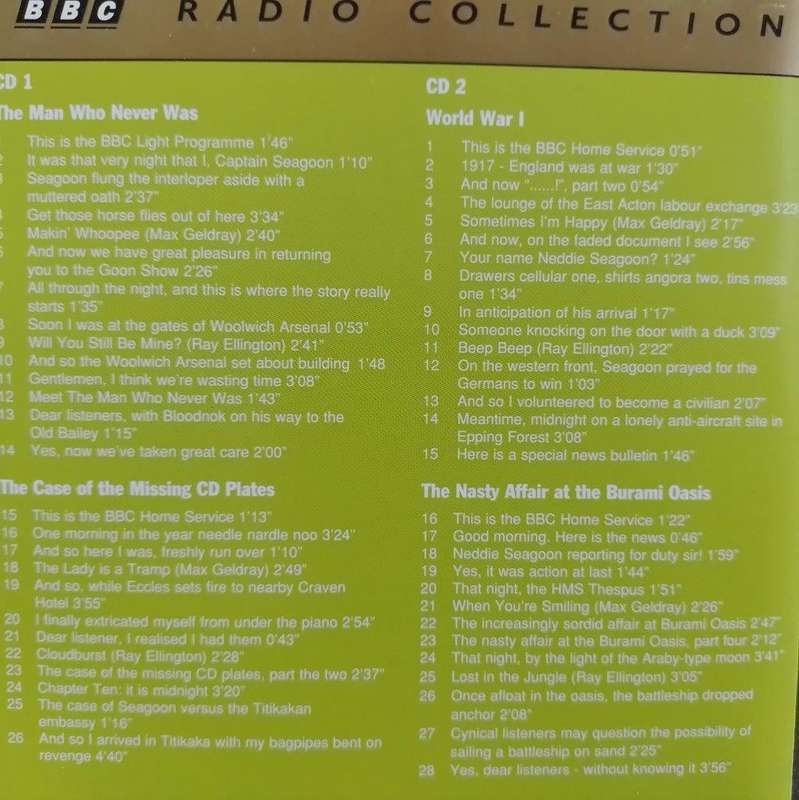 BBC RADIO COLLECTION
CD 1
The Man Who Never Was
This is the BBC Light Programme 1'46"
2 It was that very night that I, Captain Seagoon 1'10"
Seagoon flung the interloper aside with a
muttered oath 2'37"
Get those horse flies out of here 3'34"
5 Makin' Whoopee (Max Geldray) 2'40"
6 And now we have great pleasure in returning
you to the Goon Show 2'26"
7 All through the night, and this is where the story really
starts 1'35"
8 Soon I was at the gates of Woolwich Arsenal 0'53"
9 Will You Still Be Mine? (Ray Ellington) 2'41"
10 And so the Woolwich Arsenal set about building 1'48
11 Gentlemen, I think we're wasting time 3'08"
12 Meet The Man Who Never Was 1'43"
13 Dear listeners, with Bloodnok on his way to the
Old Bailey 1'15"
14 Yes, now we've taken great care 2'00"
The Case of the Missing CD Plates
15 This is the BBC Home Service 1'13"
16 One morning in the year needle nardle noo 3'24"
17 And so here I was, freshly run over 1'10"
18 The Lady is a Tramp (Max Geldray) 2'49"
19 And so, while Eccles sets fire to nearby Craven
Hotel 3'55"
20 I finally extricated myself from under the piano 2'54"
21 Dear listener, I realised I had them 0'43"
22 Cloudburst (Ray Ellington) 2'28"
23 The case of the missing CD plates, part the two 2'37"
24 Chapter Ten: it is midnight 3'20"
25 The case of Seagoon versus the Titikakan
embassy 1'16"
26 And so I arrived in Titikaka with my bagpipes bent on
revenge 4'40"
CD 2
World War I
1 This is the BBC Home Service 0'51"
2 1917 - England was at war 1'30"
3 And now "......!", part two 0'54"
4 The lounge of the East Acton labour exchange 3'23
5 Sometimes I'm Happy (Max Geldray) 2'17"
6 And now, on the faded document I see 2'56"
7 Your name Neddie Seagoon? 1'24"
8 Drawers cellular one, shirts angora two, tins mess
one 1'34"
9 In anticipation of his arrival 1'17"
10 Someone knocking on the door with a duck 3'09"
11 Beep Beep (Ray Ellington) 2'22"
12 On the western front, Seagoon prayed for the
Germans to win 1'03"
13 And so I volunteered to become a civilian 2'07"
14 Meantime, midnight on a lonely anti-aircraft site in
Epping Forest 3'08"
15 Here is a special news bulletin 1'46"
The Nasty Affair at the Burami Oasis
16 This is the BBC Home Service 1'22"
17 Good morning. Here is the news 0'46"
18 Neddie Seagoon reporting for duty sir! 1'59"
19 Yes, it was action at last 1'44"
20 That night, the HMS Thespus 1'51"
21 When You're Smiling (Max Geldray) 2'26"
22 The increasingly sordid affair at Burami Oasis 2'47"
23 The nasty affair at the Burami Oasis, part four 2'12"
24 That night, by the light of the Araby-type moon 3'41"
25 Lost in the Jungle (Ray Ellington) 3'05"
26 Once afloat in the oasis, the battleship dropped
anchor 2'08"
27 Cynical listeners may question the possibility of
sailing a battleship on sand 2'25"
28 Yes, dear listeners - without knowing it 3'56"